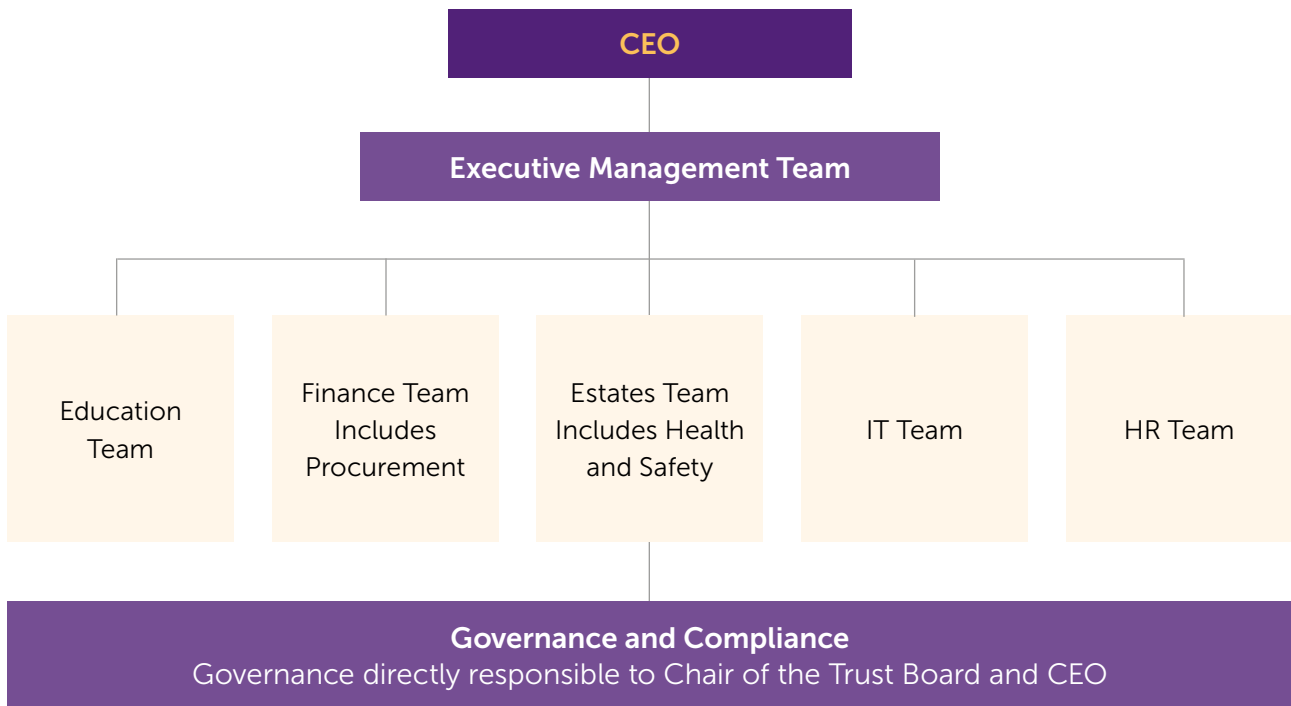 CEO
Executive Management Team
Education
Team
Finance Team
Includes
Procurement
Estates Team
Includes Health
and Safety
IT Team
HR Team
Governance and Compliance
Governance directly responsible to Chair of the Trust Board and CEO